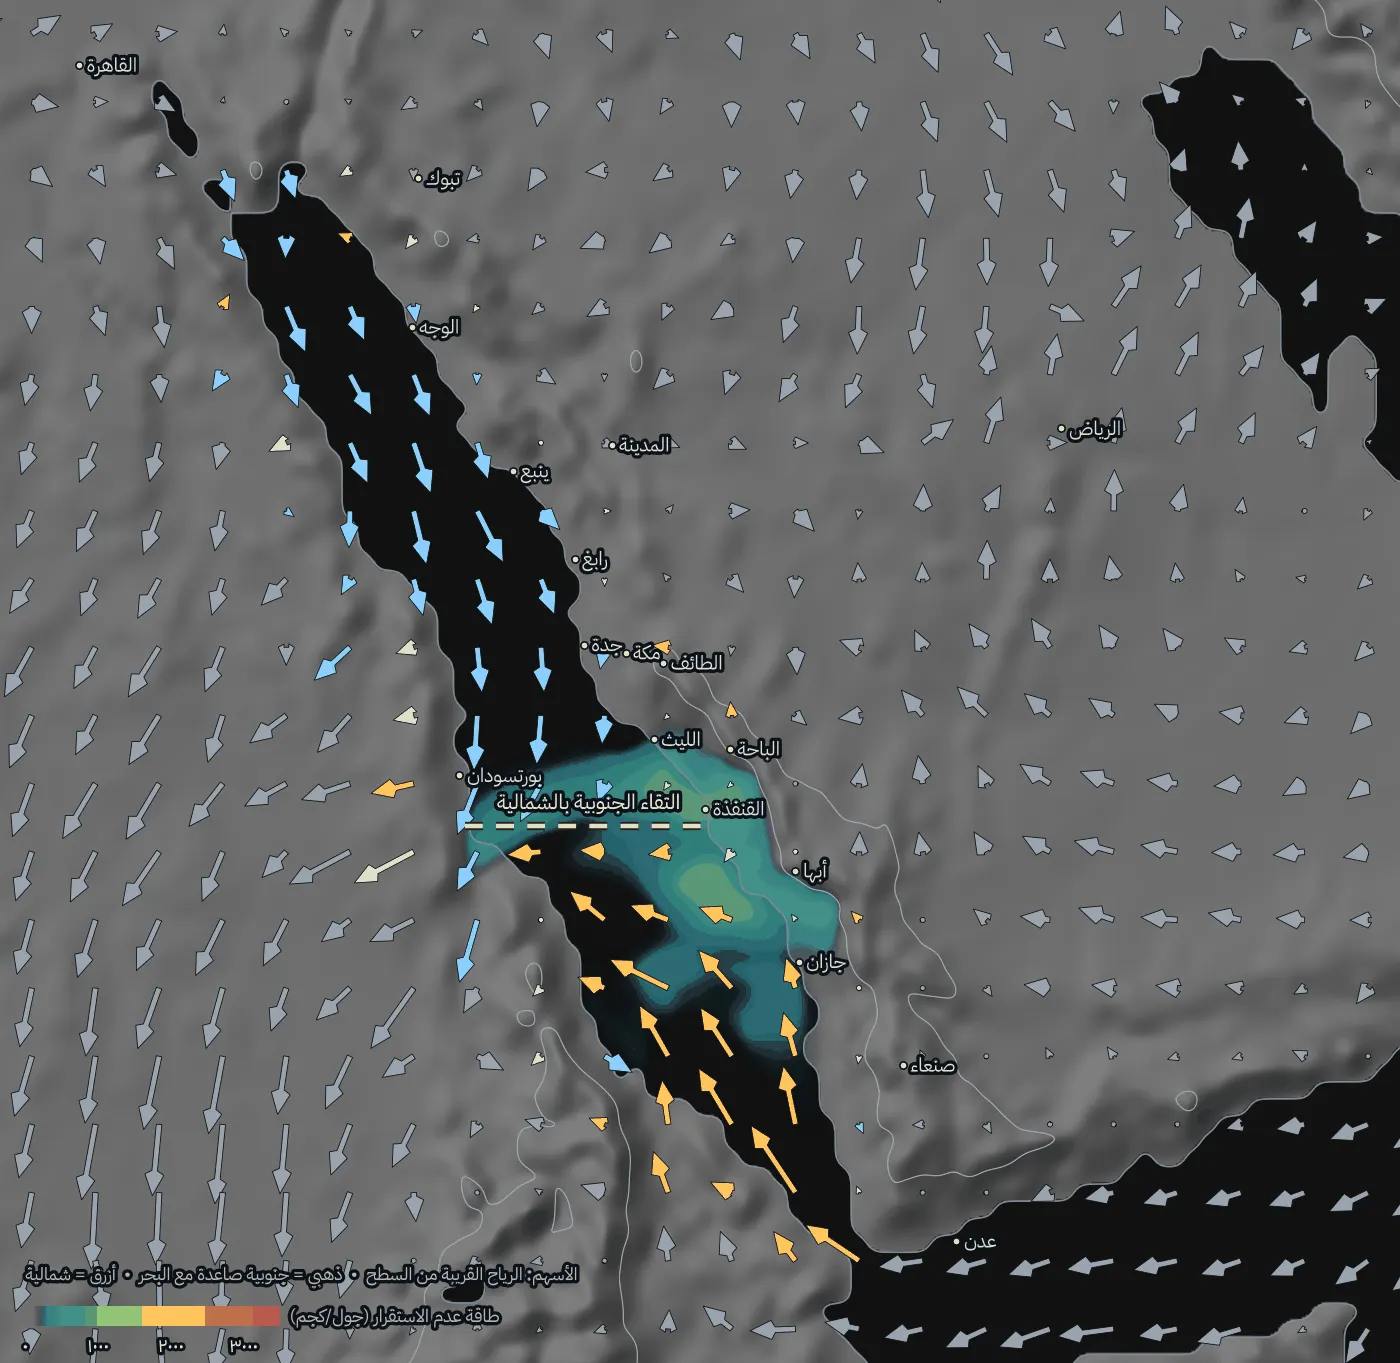 القاهرة
تبوك
الوجه
الرياض
المدينة
ينبع
رابغ
جدة
مكة
الطائف
الليث
الباحة
بورتسودان
التقاء الجنوبية بالشمالية
القنفذة
أبها
جازان
صنعاء
عدن
الأسهم: الرياح القريبة من السطح • ذهبي = جنوبية صاعدة مع البحر • أزرق = شمالية
طاقة عدم الاستقرار (جول/كجم)
٠ ١٠٠٠ ٢٠٠٠ ٣٠٠٠